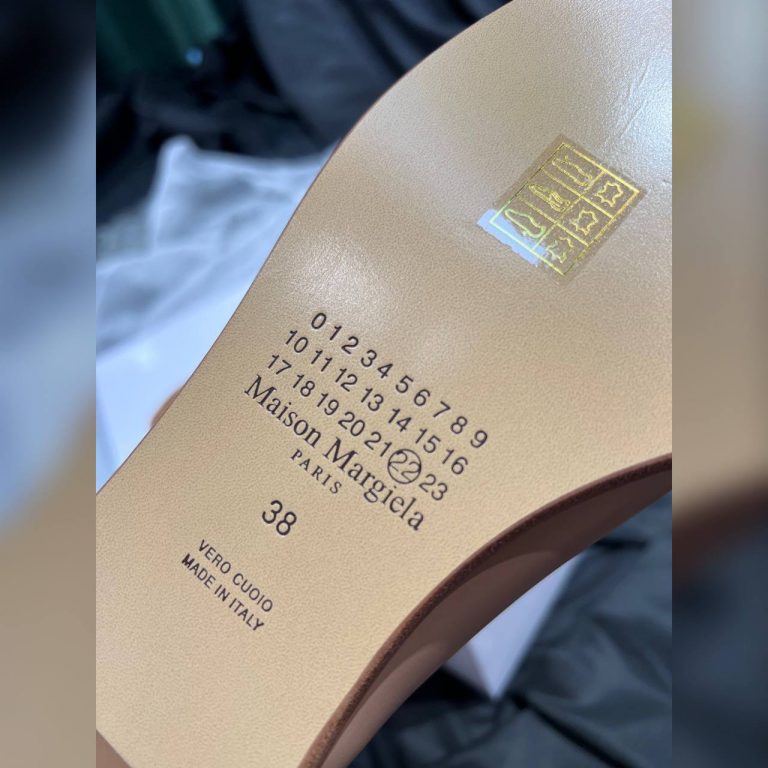 0 1 2 3 4 5 6 7 8 9
10 11 12 13 14 15 16
17 18 19 20 21 22 23
Maison Margiela
PARIS
38
VERO CUOIO
MADE IN ITALY